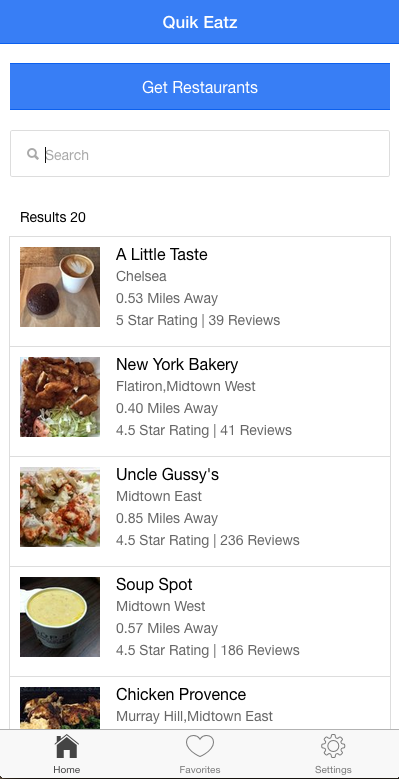 Quik Eatz
Get Restaurants
Search
Results 20
A Little Taste
Chelsea
0.53 Miles Away
5 Star Rating | 39 Reviews
New York Bakery
Flatiron,Midtown West
0.40 Miles Away
4.5 Star Rating | 41 Reviews
Uncle Gussy's
Midtown East
0.85 Miles Away
4.5 Star Rating | 236 Reviews
Soup Spot
Midtown West
0.57 Miles Away
4.5 Star Rating | 186 Reviews
Chicken Provence
Murray Hill,Midtown East
Home
Favorites
Settings